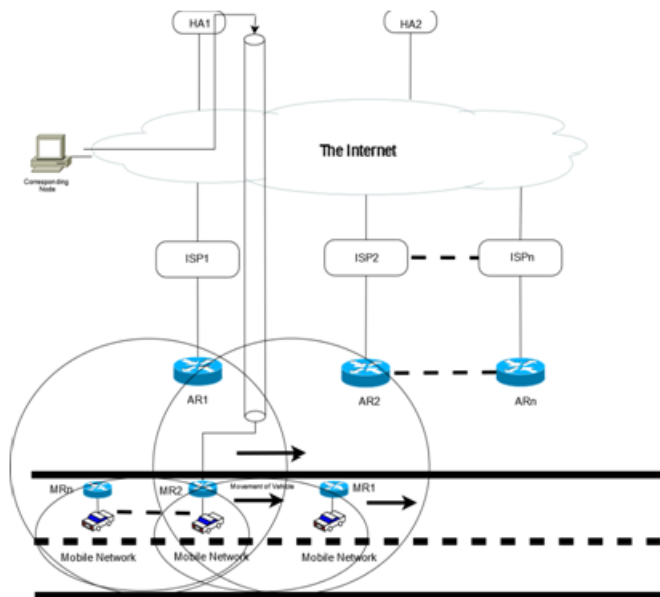 HA1
HA2
The Internet
Corresponding
Node
ISP1
ISP2
ISPn
AR1
AR2
ARn
MRn
MR2
Movement of Vehicle
MR1
Mobile Network
Mobile Network
Mobile Network